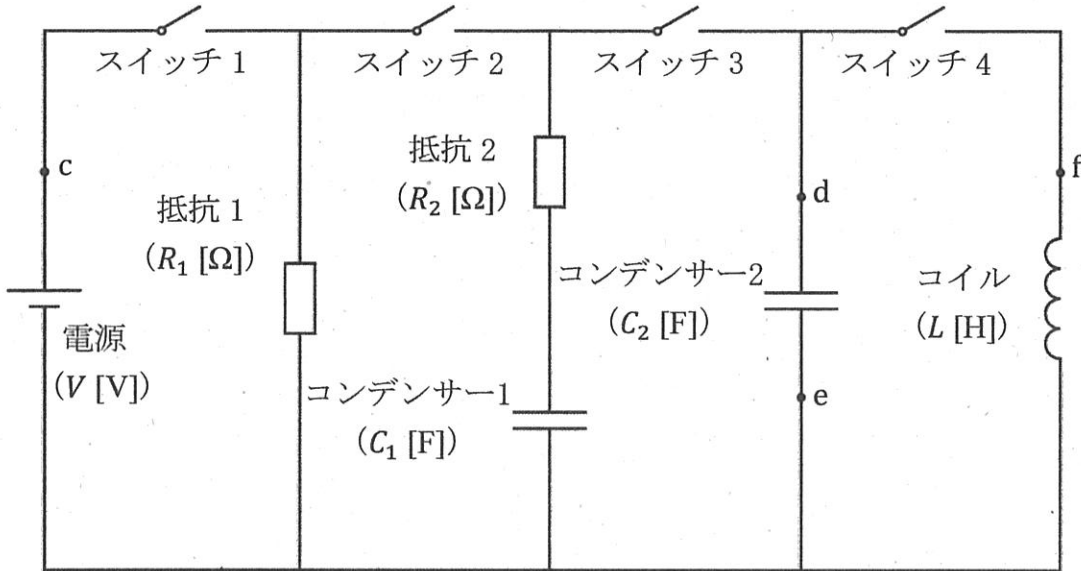 スイッチ 1
スイッチ 2
スイッチ 3
スイッチ 4
c
抵抗 1
(R₁ [Ω])
抵抗 2
(R₂ [Ω])
d
f
電源
(V [V])
コンデンサー1
(C₁ [F])
コンデンサー2
(C₂ [F])
e
コイル
(L [H])